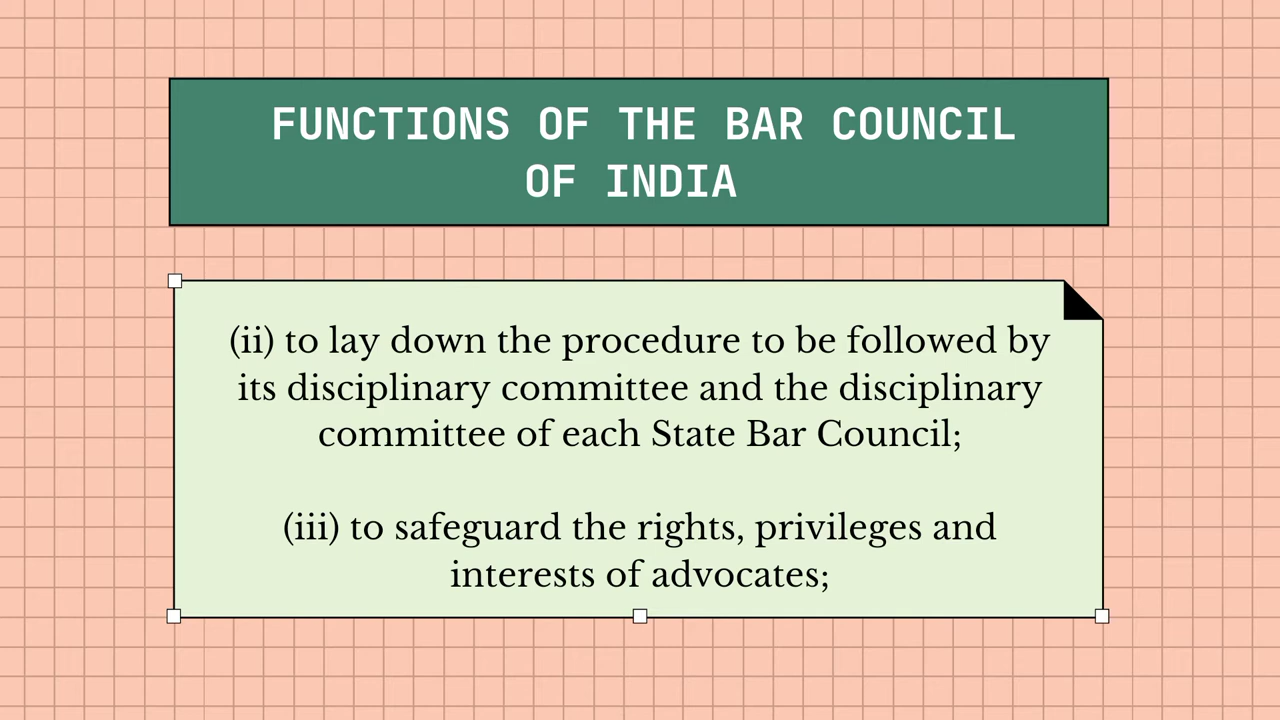 FUNCTIONS OF THE BAR COUNCIL
OF INDIA
(ii) to lay down the procedure to be followed by
its disciplinary committee and the disciplinary
committee of each State Bar Council;
(iii) to safeguard the rights, privileges and
interests of advocates;